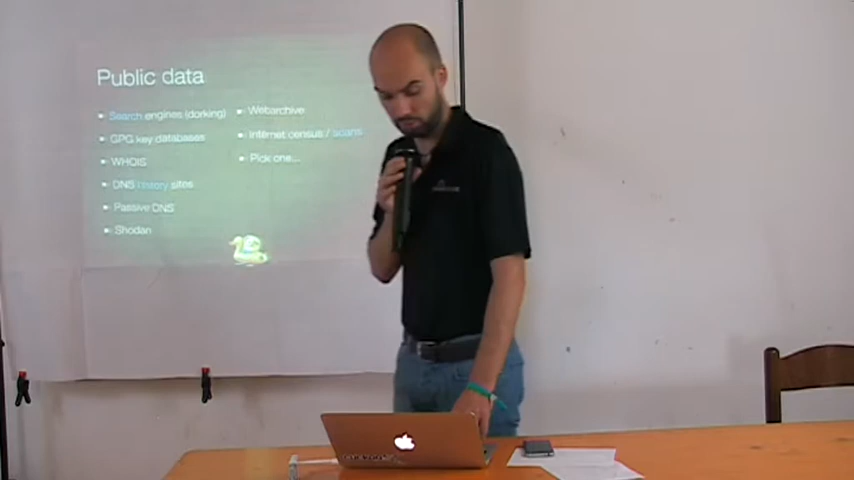 Public data
Search engines (dorking)
GPG key databases
WHOIS
DNS history sites
Passive DNS
Shodan
Webarchive
Internet census / scans
Pick one...